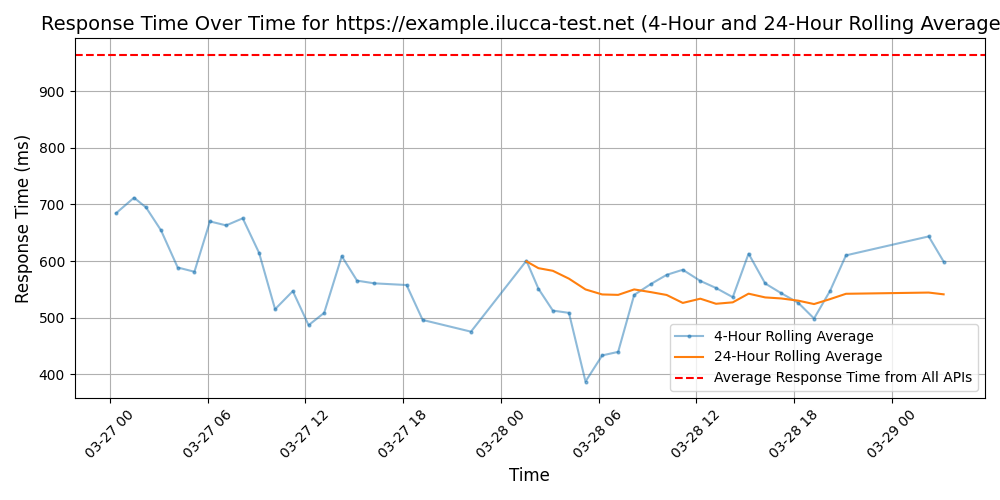 Response Time Over Time for https://example.ilucca-test.net (4-Hour and 24-Hour Rolling Average
Response Time (ms)
900
800
700
600
500
400
4-Hour Rolling Average
24-Hour Rolling Average
Average Response Time from All APIs
03-27 00
03-27 06
03-27 12
03-27 18
03-28 00
03-28 06
03-28 12
03-28 18
03-29 00
Time